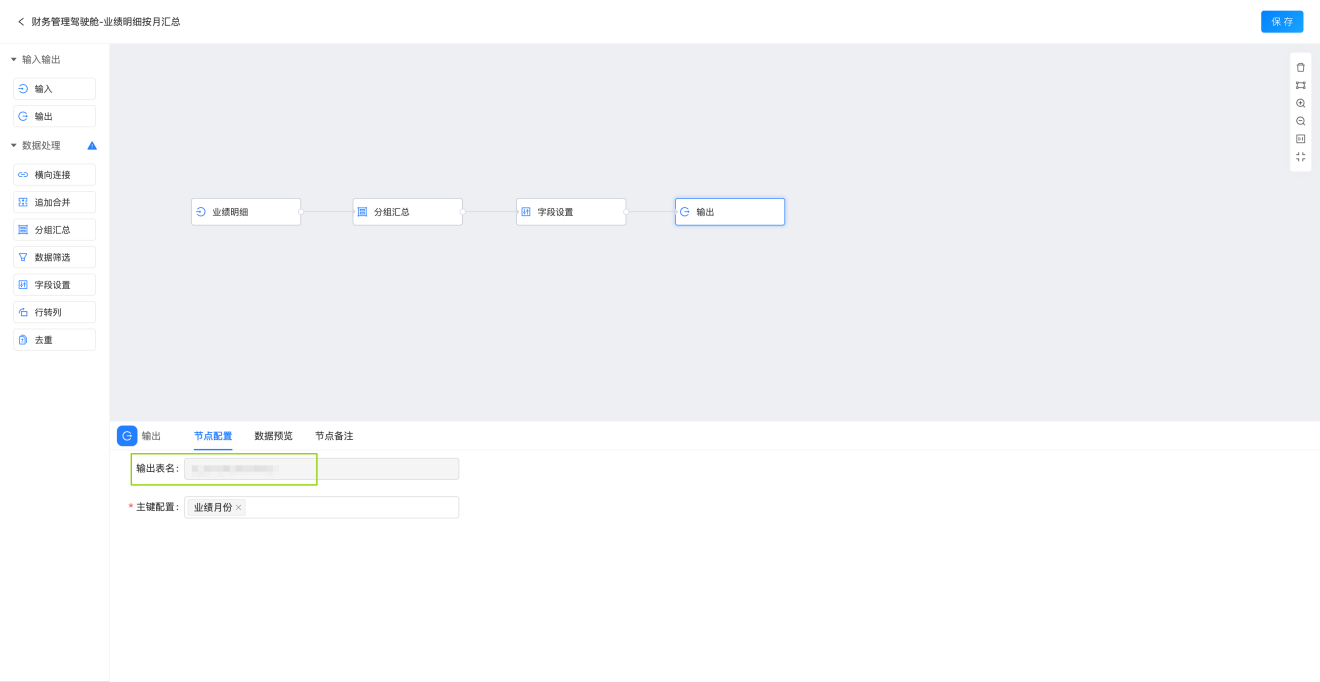 财务管理驾驶舱-业绩明细按月汇总
保存
输入输出
输入
输出
数据处理
横向连接
追加合并
分组汇总
数据筛选
字段设置
行转列
去重
业绩明细
分组汇总
字段设置
输出
输出
节点配置
数据预览
节点备注
输出表名:
* 主键配置:
业绩月份 ×